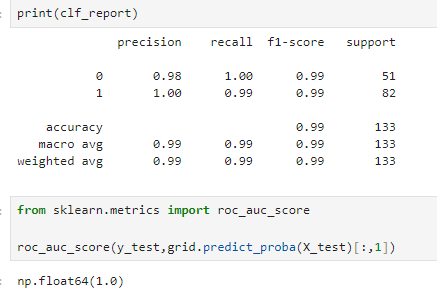 print(clf_report)
precision recall f1-score support
0 0.98 1.00 0.99 51
1 1.00 0.99 0.99 82
accuracy 0.99 133
macro avg 0.99 0.99 0.99 133
weighted avg 0.99 0.99 0.99 133
from sklearn.metrics import roc_auc_score
roc_auc_score(y_test,grid.predict_proba(X_test)[:,1])
np.float64(1.0)